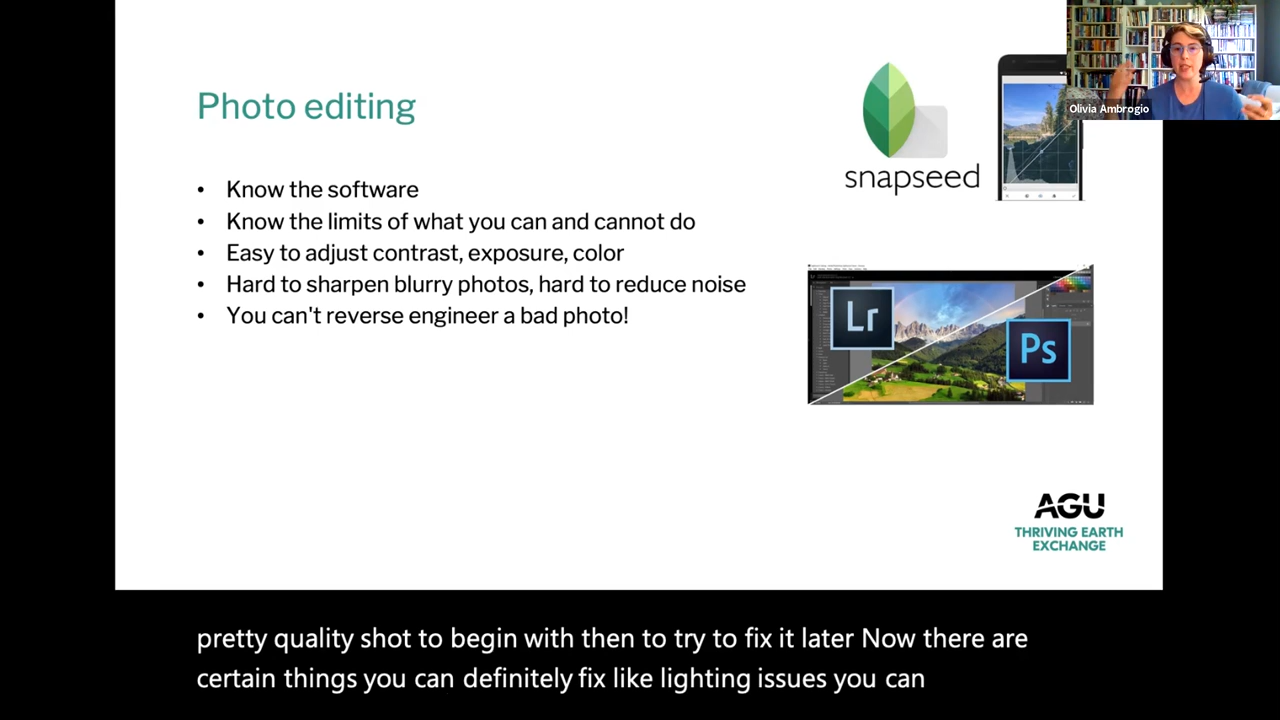 Photo editing
• Know the software
• Know the limits of what you can and cannot do
• Easy to adjust contrast, exposure, color
• Hard to sharpen blurry photos, hard to reduce noise
• You can't reverse engineer a bad photo!
snapseed
Olivia Ambrogio
Lr
Ps
AGU
THRIVING EARTH
EXCHANGE
pretty quality shot to begin with then to try to fix it later Now there are
certain things you can definitely fix like lighting issues you can